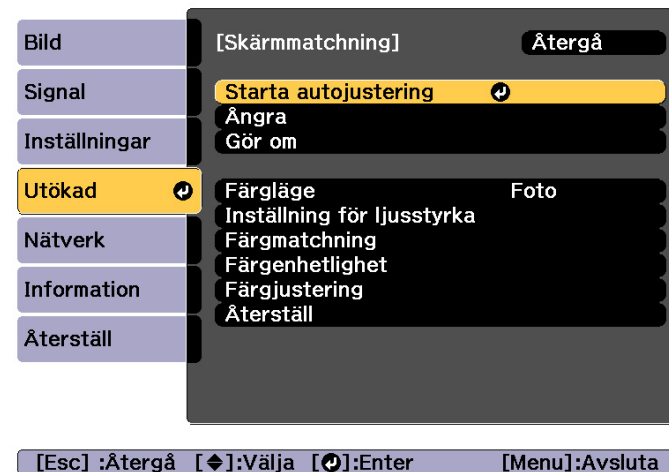 Bild
Signal
Inställningar
Utökad
Nätverk
Information
Återställ
[Skärmmatchning] Återgå
Starta autojustering
Ångra
Gör om
Färgläge Foto
Inställning för ljusstyrka
Färgmatchning
Färgenhetlighet
Färgjustering
Återställ
[Esc] :Återgå [◆]:Välja [⏎]:Enter [Menu]:Avsluta